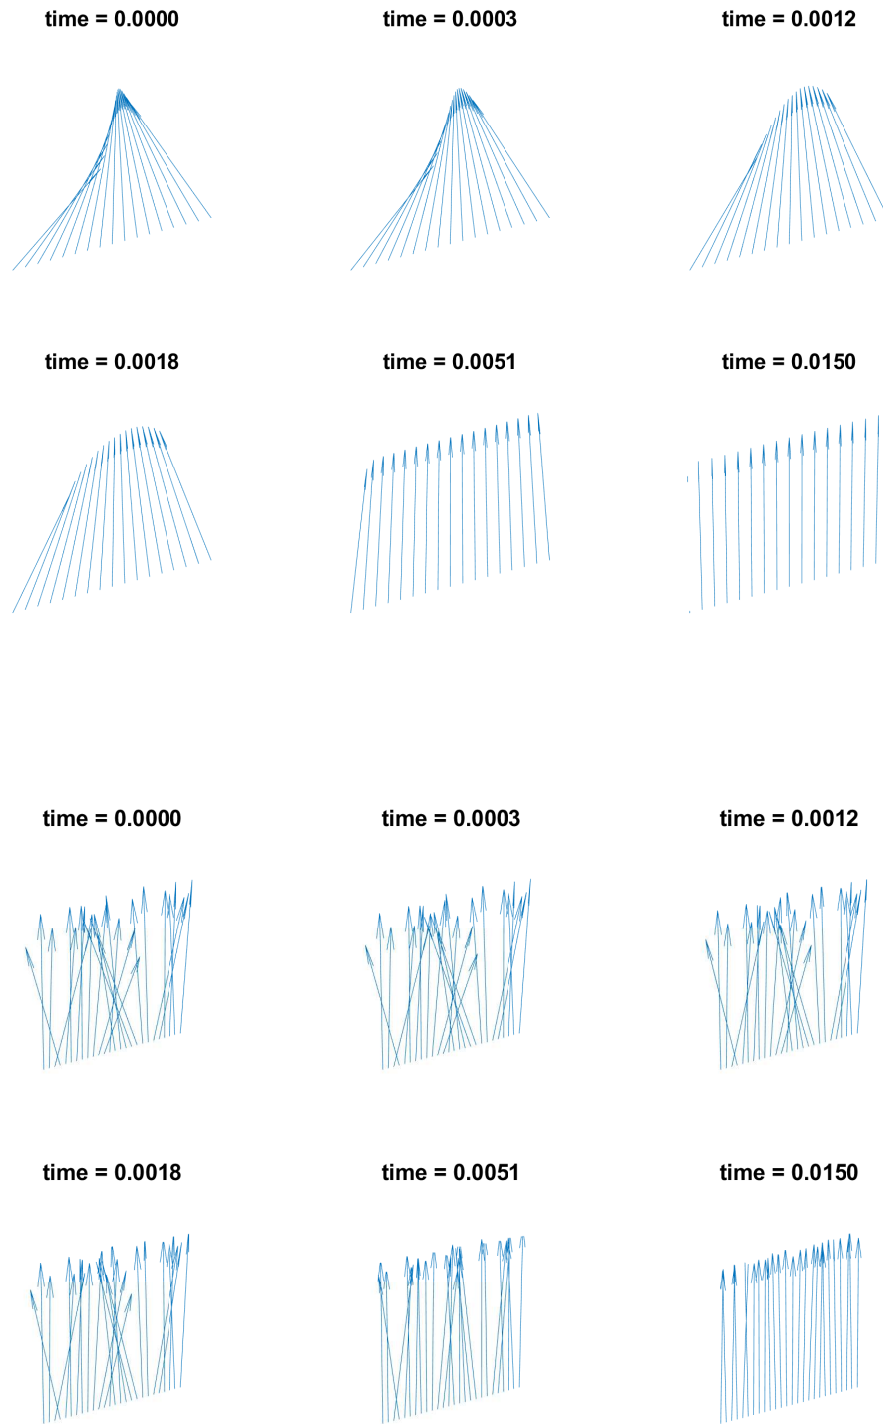 time = 0.0000
time = 0.0003
time = 0.0012
time = 0.0018
time = 0.0051
time = 0.0150
time = 0.0000
time = 0.0003
time = 0.0012
time = 0.0018
time = 0.0051
time = 0.0150